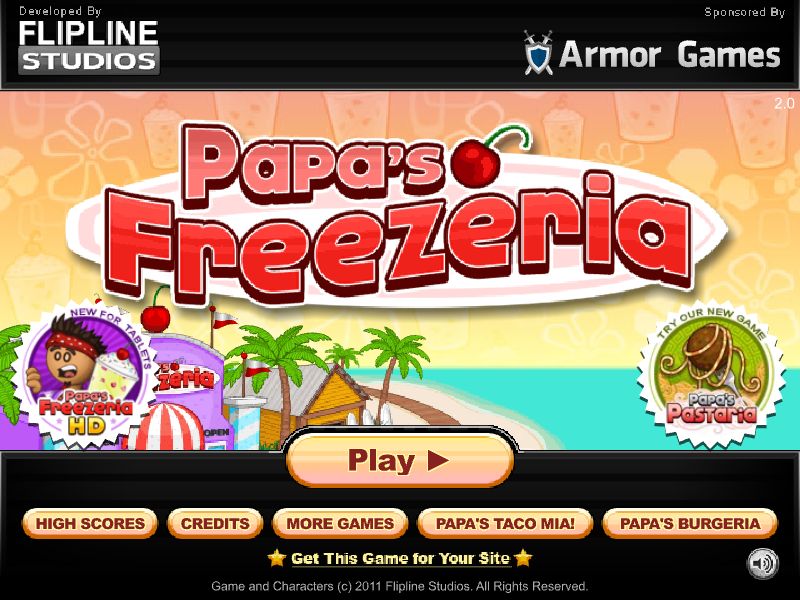 Developed By
FLIPLINE
STUDIOS
Sponsored By
Armor Games
2.0
Papa's
Freezeria
NEW FOR TABLETS
Papa's
Freezeria
HD
Freezeria
OPEN
TRY OUR NEW GAME
Papa's
Pastaria
Play
HIGH SCORES
CREDITS
MORE GAMES
PAPA'S TACO MIA!
PAPA'S BURGERIA
Get This Game for Your Site
Game and Characters (c) 2011 Flipline Studios. All Rights Reserved.